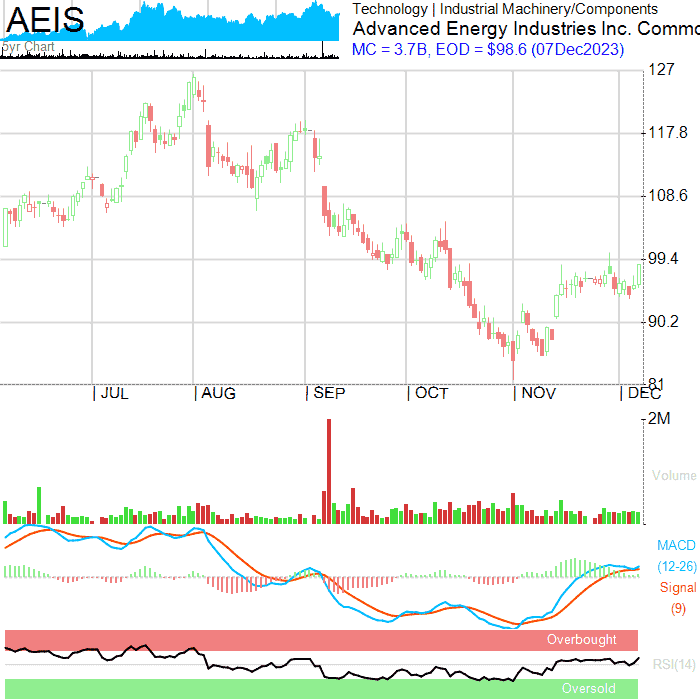 AEIS
5yr Chart
Technology | Industrial Machinery/Components
Advanced Energy Industries Inc. Commo
MC = 3.7B, EOD = $98.6 (07Dec2023)
127
117.8
108.6
99.4
90.2
81
| JUL | AUG | SEP | OCT | NOV | DEC
2M
Volume
MACD
(12-26)
Signal
(9)
Overbought
RSI(14)
Oversold